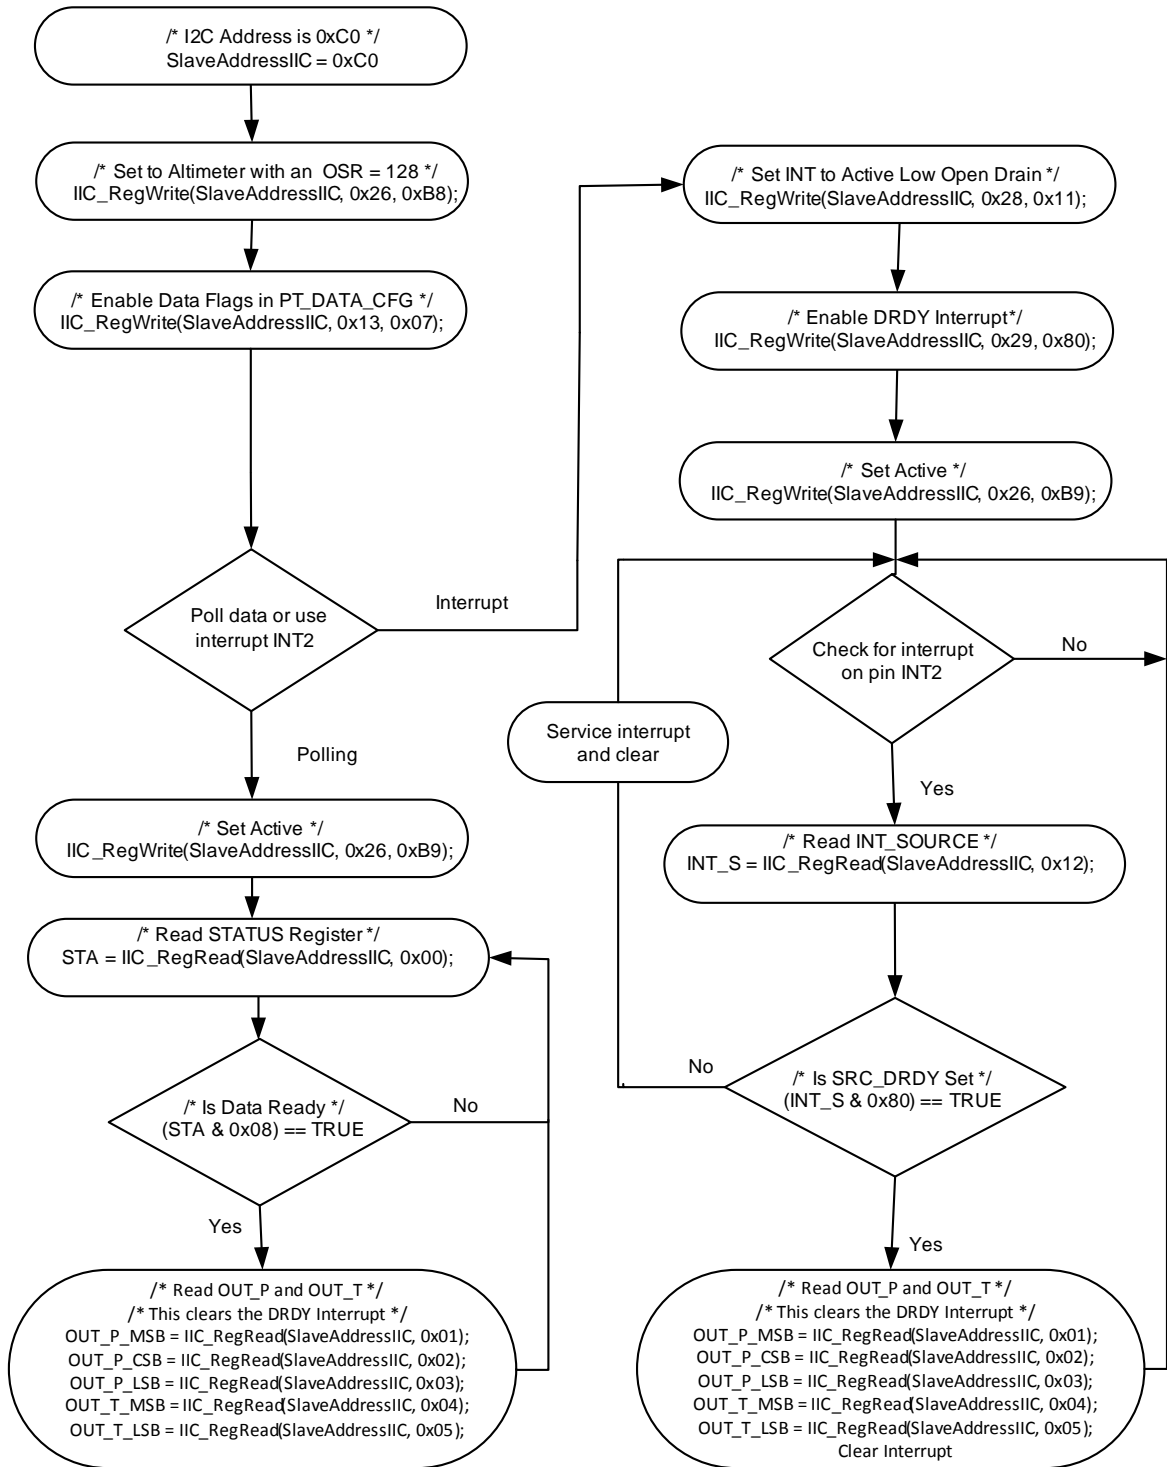 /* I2C Address is 0xC0 */
SlaveAddressIIC = 0xC0
/* Set to Altimeter with an OSR = 128 */
IIC_RegWrite(SlaveAddressIIC, 0x26, 0xB8);
/* Enable Data Flags in PT_DATA_CFG */
IIC_RegWrite(SlaveAddressIIC, 0x13, 0x07);
Poll data or use
interrupt INT2
Interrupt
Polling
/* Set Active */
IIC_RegWrite(SlaveAddressIIC, 0x26, 0xB9);
/* Read STATUS Register */
STA = IIC_RegRead(SlaveAddressIIC, 0x00);
/* Is Data Ready */
(STA & 0x08) == TRUE
No
Yes
/* Read OUT_P and OUT_T */
/* This clears the DRDY Interrupt */
OUT_P_MSB = IIC_RegRead(SlaveAddressIIC, 0x01);
OUT_P_CSB = IIC_RegRead(SlaveAddressIIC, 0x02);
OUT_P_LSB = IIC_RegRead(SlaveAddressIIC, 0x03);
OUT_T_MSB = IIC_RegRead(SlaveAddressIIC, 0x04);
OUT_T_LSB = IIC_RegRead(SlaveAddressIIC, 0x05);
/* Set INT to Active Low Open Drain */
IIC_RegWrite(SlaveAddressIIC, 0x28, 0x11);
/* Enable DRDY Interrupt*/
IIC_RegWrite(SlaveAddressIIC, 0x29, 0x80);
/* Set Active */
IIC_RegWrite(SlaveAddressIIC, 0x26, 0xB9);
Check for interrupt
on pin INT2
No
Service interrupt
and clear
Yes
/* Read INT_SOURCE */
INT_S = IIC_RegRead(SlaveAddressIIC, 0x12);
No
/* Is SRC_DRDY Set */
(INT_S & 0x80) == TRUE
Yes
/* Read OUT_P and OUT_T */
/* This clears the DRDY Interrupt */
OUT_P_MSB = IIC_RegRead(SlaveAddressIIC, 0x01);
OUT_P_CSB = IIC_RegRead(SlaveAddressIIC, 0x02);
OUT_P_LSB = IIC_RegRead(SlaveAddressIIC, 0x03);
OUT_T_MSB = IIC_RegRead(SlaveAddressIIC, 0x04);
OUT_T_LSB = IIC_RegRead(SlaveAddressIIC, 0x05);
Clear Interrupt